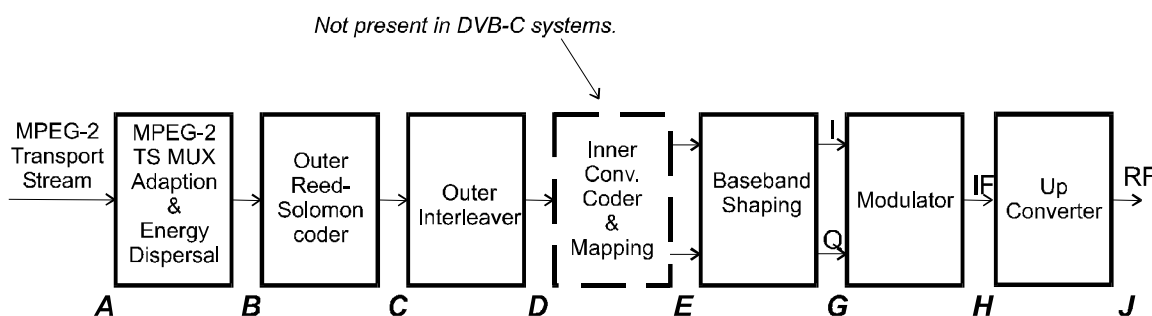 Not present in DVB-C systems.
MPEG-2
Transport
Stream
MPEG-2
TS MUX
Adaption
&
Energy
Dispersal
Outer
Reed-
Solomon
coder
Outer
Interleaver
Inner
Conv.
Coder
&
Mapping
Baseband
Shaping
I
Q
Modulator
IF
Up
Converter
RF
A
B
C
D
E
G
H
J